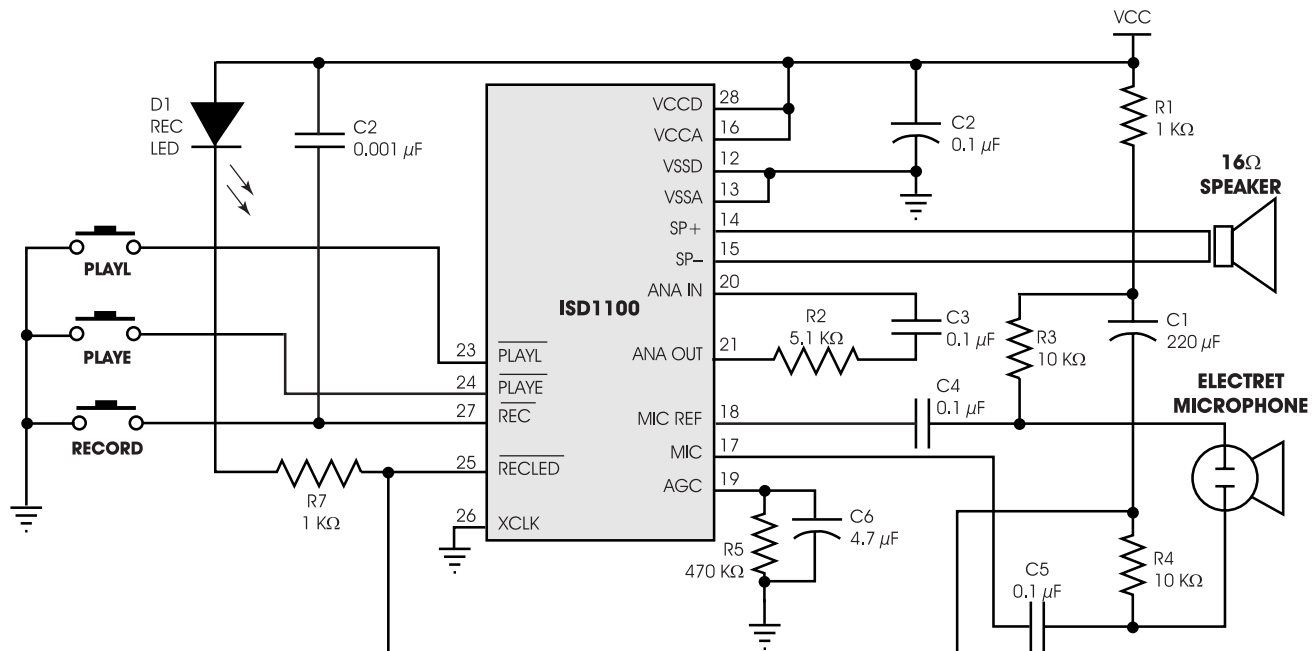 VCC
D1
REC
LED
C2
0.001 µF
VCCD
28
VCCA
16
VSSD
12
VSSA
13
SP+
14
SP–
15
ANA IN
20
ISD1100
ANA OUT
21
MIC REF
18
MIC
17
AGC
19
C2
0.1 µF
R1
1 KΩ
16Ω
SPEAKER
PLAYL
PLAYE
RECORD
23
PLAYL
24
PLAYE
27
REC
25
RECLED
26
XCLK
R7
1 KΩ
R2
5.1 KΩ
C3
0.1 µF
R3
10 KΩ
C1
220 µF
C4
0.1 µF
ELECTRET
MICROPHONE
R5
470 KΩ
C6
4.7 µF
C5
0.1 µF
R4
10 KΩ